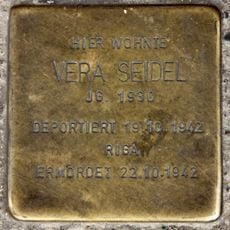 HIER WOHNTE
VERA SEIDEL
JG. 1930
DEPORTIERT 19.10.1942
RIGA
ERMORDET 22.10.1942